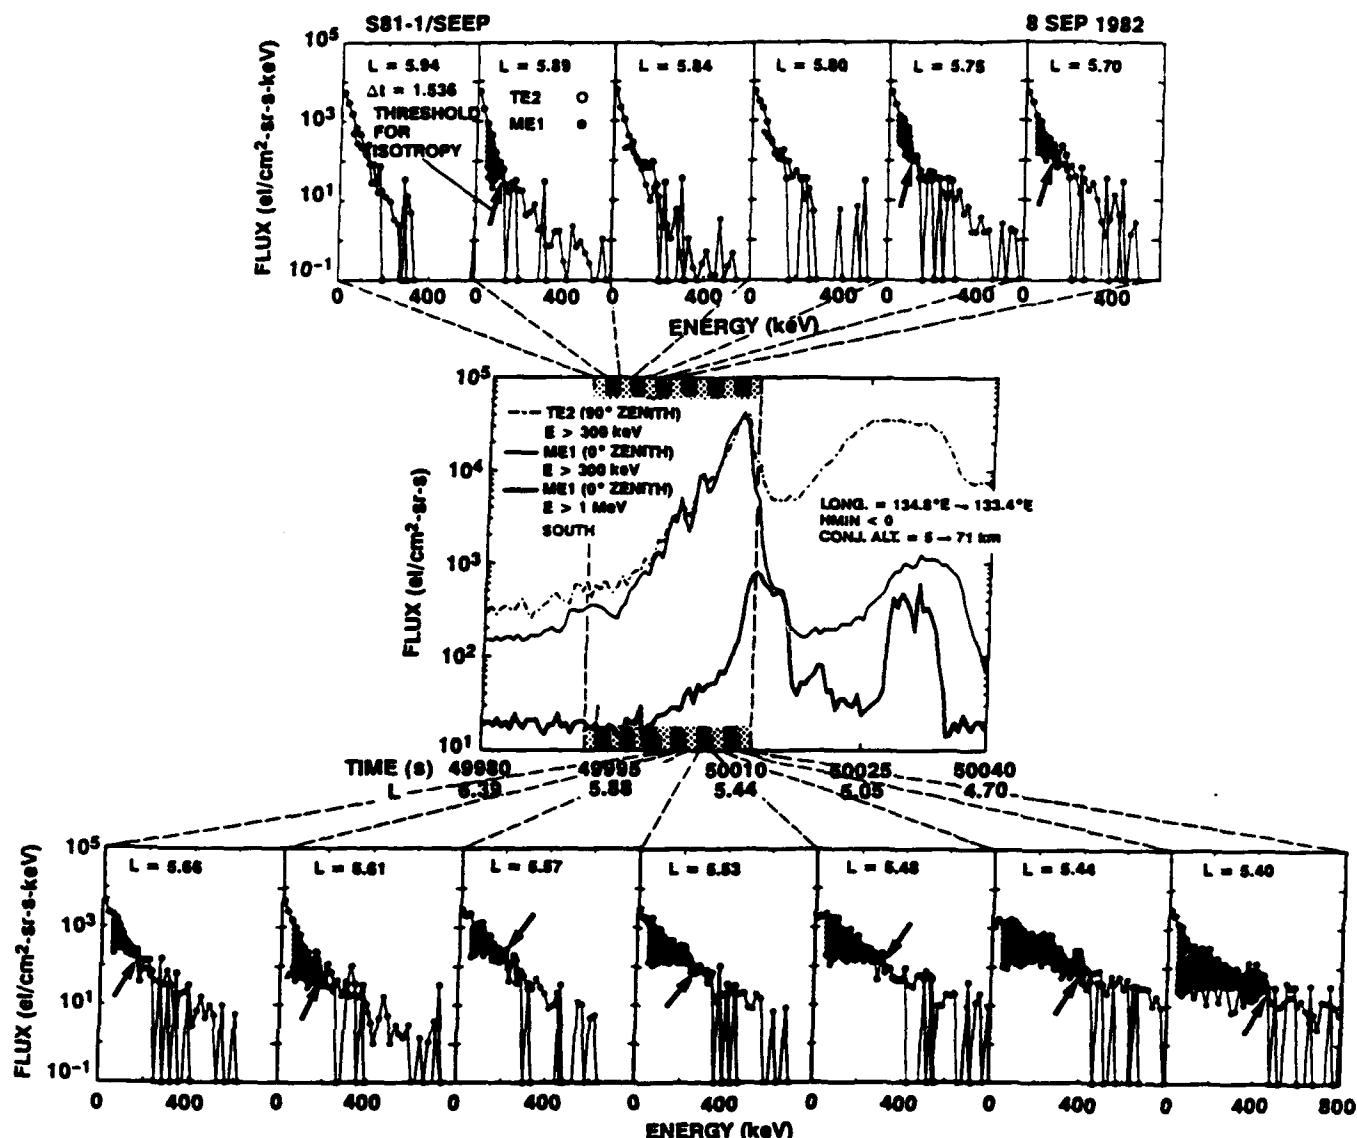 S81-1/SEEP 8 SEP 1982
FLUX (el/cm²-sr-s-keV)
10⁵
10³
10¹
10⁻¹
L = 5.94
Δt = 1.536
THRESHOLD
FOR
ISOTROPY
L = 5.89
TE2 ○
ME1 ●
L = 5.84
L = 5.80
L = 5.75
L = 5.70
0 400 0 400 0 400 0 400 0 400 0 400
ENERGY (keV)
FLUX (el/cm²-sr-s)
10⁵
10⁴
10³
10²
10¹
TE2 (90° ZENITH)
E > 300 keV
ME1 (0° ZENITH)
E > 300 keV
ME1 (0° ZENITH)
E > 1 MeV
SOUTH
LONG. = 134.8°E → 133.4°E
HMIN < 0
CONJ. ALT. = 5 → 71 km
TIME (s) 49980 49995 50010 50025 50040
L 6.39 5.88 5.44 5.05 4.70
FLUX (el/cm²-sr-s-keV)
10⁵
10³
10¹
10⁻¹
L = 5.66
L = 5.61
L = 5.57
L = 5.53
L = 5.48
L = 5.44
L = 5.40
0 400 0 400 0 400 0 400 0 400 0 400 0 400 800
ENERGY (keV)